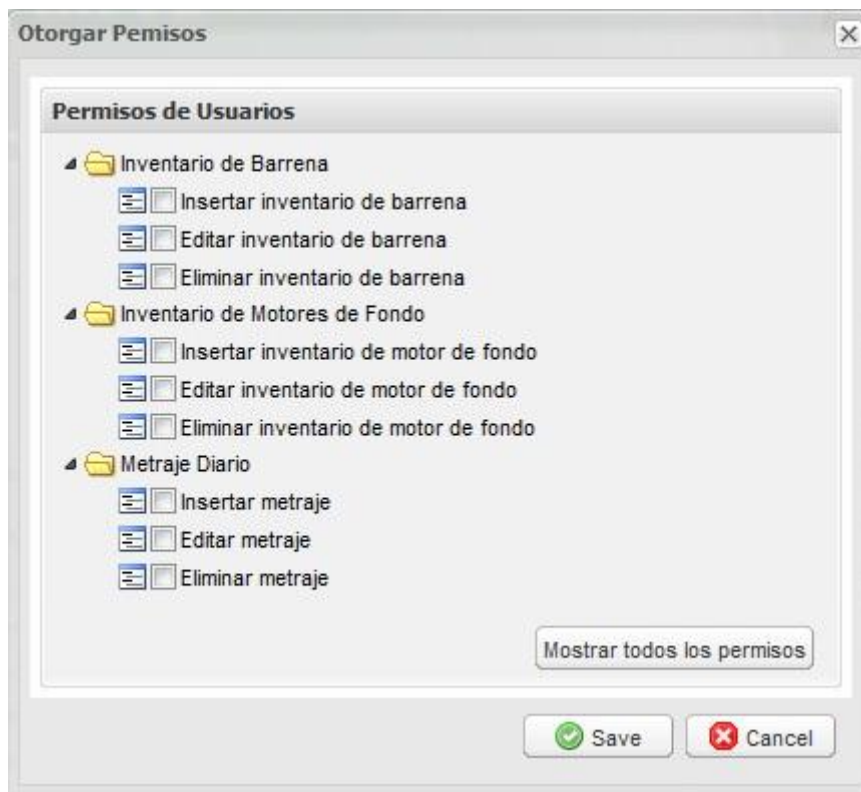 Otorgar Pemisos
Permisos de Usuarios
Inventario de Barrena
Insertar inventario de barrena
Editar inventario de barrena
Eliminar inventario de barrena
Inventario de Motores de Fondo
Insertar inventario de motor de fondo
Editar inventario de motor de fondo
Eliminar inventario de motor de fondo
Metraje Diario
Insertar metraje
Editar metraje
Eliminar metraje
Mostrar todos los permisos
Save
Cancel